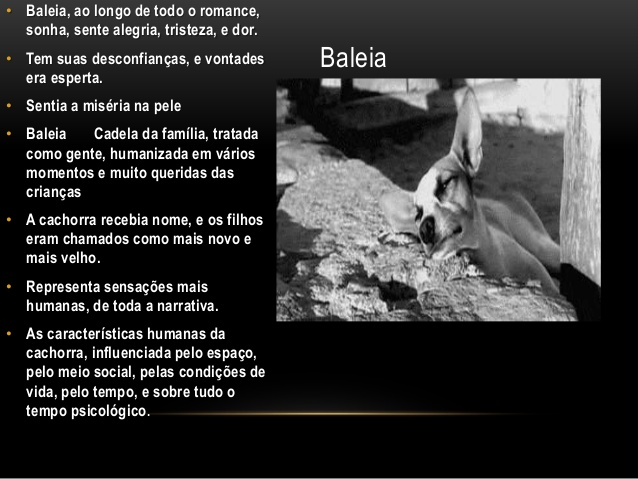 • Baleia, ao longo de todo o romance,
sonha, sente alegria, tristeza, e dor.
• Tem suas desconfianças, e vontades
era esperta.
• Sentia a miséria na pele
• Baleia Cadela da família, tratada
como gente, humanizada em vários
momentos e muito queridas das
crianças
• A cachorra recebia nome, e os filhos
eram chamados como mais novo e
mais velho.
• Representa sensações mais
humanas, de toda a narrativa.
• As características humanas da
cachorra, influenciada pelo espaço,
pelo meio social, pelas condições de
vida, pelo tempo, e sobre tudo o
tempo psicológico.
Baleia